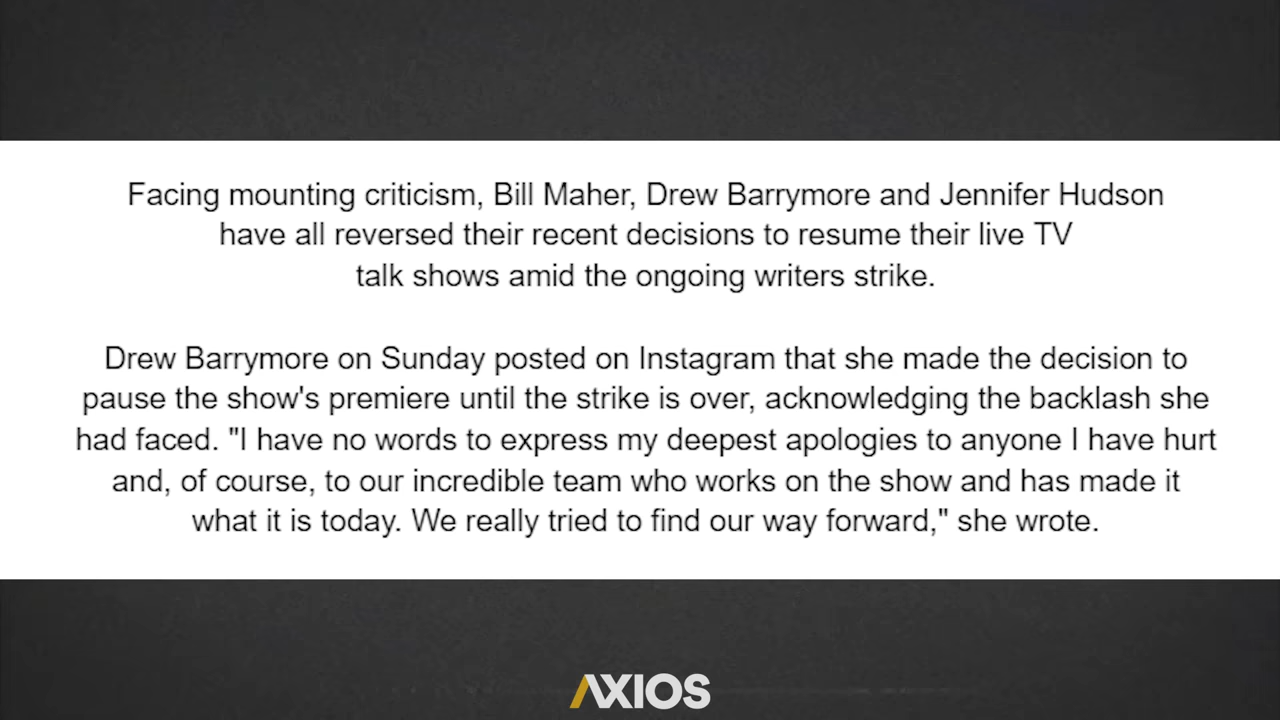 Facing mounting criticism, Bill Maher, Drew Barrymore and Jennifer Hudson
have all reversed their recent decisions to resume their live TV
talk shows amid the ongoing writers strike.
Drew Barrymore on Sunday posted on Instagram that she made the decision to
pause the show's premiere until the strike is over, acknowledging the backlash she
had faced. "I have no words to express my deepest apologies to anyone I have hurt
and, of course, to our incredible team who works on the show and has made it
what it is today. We really tried to find our way forward," she wrote.
AXIOS